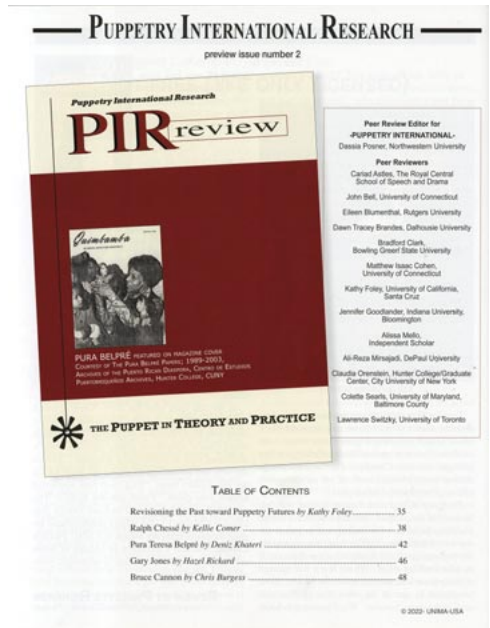 PUPPETRY INTERNATIONAL RESEARCH
preview issue number 2
Puppetry International Research
PIR review
Quimbamba
PURA BELPRÉ FEATURED ON MAGAZINE COVER
COURTESY OF THE PURA BELPRÉ PAPERS; 1989-2003,
ARCHIVES OF THE PUERTO RICAN DIASPORA, CENTRO DE ESTUDIOS
PUERTORRIQUEÑOS ARCHIVES, HUNTER COLLEGE, CUNY
THE PUPPET IN THEORY AND PRACTICE
Peer Review Editor for
-PUPPETRY INTERNATIONAL-
Dassia Posner, Northwestern University
Peer Reviewers
Cariad Astles, The Royal Central
School of Speech and Drama
John Bell, University of Connecticut
Eileen Blumenthal, Rutgers University
Dawn Tracey Brandes, Dalhousie University
Bradford Clark,
Bowling Green State University
Matthew Isaac Cohen,
University of Connecticut
Kathy Foley, University of California,
Santa Cruz
Jennifer Goodlander, Indiana University,
Bloomington
Alissa Mello,
Independent Scholar
Ali-Reza Mirsajadi, DePaul University
Claudia Orenstein, Hunter College/Graduate
Center, City University of New York
Colette Searls, University of Maryland,
Baltimore County
Lawrence Switzky, University of Toronto
TABLE OF CONTENTS
Revisioning the Past toward Puppetry Futures by Kathy Foley.................... 35
Ralph Chessé by Kellie Comer .................... 38
Pura Teresa Belpré by Deniz Khateri .................... 42
Gary Jones by Hazel Rickard .................... 46
Bruce Cannon by Chris Burgess .................... 48
© 2022- UNIMA-USA